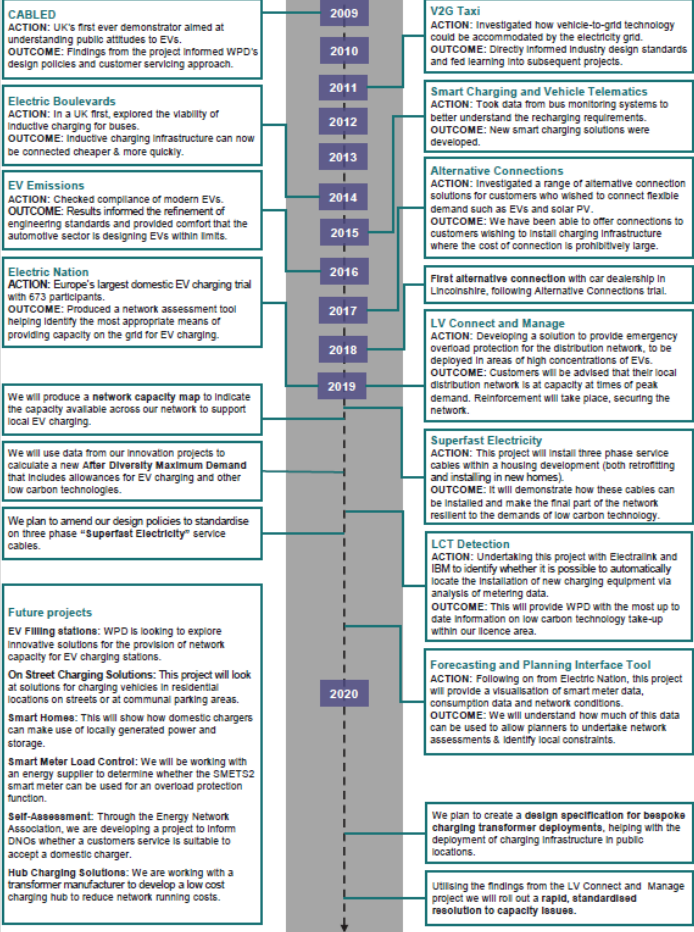 CABLED
ACTION: UK's first ever demonstrator aimed at
understanding public attitudes to EVs.
OUTCOME: Findings from the project informed WPD's
design policies and customer servicing approach.
Electric Boulevards
ACTION: In a UK first, explored the viability of
inductive charging for buses.
OUTCOME: Inductive charging infrastructure can now
be connected cheaper & more quickly.
EV Emissions
ACTION: Checked compliance of modern EVs.
OUTCOME: Results informed the refinement of
engineering standards and provided comfort that the
automotive sector is designing EVs within limits.
Electric Nation
ACTION: Europe's largest domestic EV charging trial
with 673 participants.
OUTCOME: Produced a network assessment tool
helping identify the most appropriate means of
providing capacity on the grid for EV charging.
We will produce a network capacity map to indicate
the capacity available across our network to support
local EV charging.
We will use data from our innovation projects to
calculate a new After Diversity Maximum Demand
that includes allowances for EV charging and other
low carbon technologies.
We plan to amend our design policies to standardise
on three phase “Superfast Electricity” service
cables.
Future projects
EV Filling stations: WPD is looking to explore
innovative solutions for the provision of network
capacity for EV charging stations.
On Street Charging Solutions: This project will look
at solutions for charging vehicles in residential
locations on streets or at communal parking areas.
Smart Homes: This will show how domestic chargers
can make use of locally generated power and
storage.
Smart Meter Load Control: We will be working with
an energy supplier to determine whether the SMETS2
smart meter can be used for an overload protection
function.
Self-Assessment: Through the Energy Network
Association, we are developing a project to inform
DNOs whether a customers service is suitable to
accept a domestic charger.
Hub Charging Solutions: We are working with a
transformer manufacturer to develop a low cost
charging hub to reduce network running costs.
2009
2010
2011
2012
2013
2014
2015
2016
2017
2018
2019
2020
V2G Taxi
ACTION: Investigated how vehicle-to-grid technology
could be accommodated by the electricity grid.
OUTCOME: Directly informed industry design standards
and fed learning into subsequent projects.
Smart Charging and Vehicle Telematics
ACTION: Took data from bus monitoring systems to
better understand the recharging requirements.
OUTCOME: New smart charging solutions were
developed.
Alternative Connections
ACTION: Investigated a range of alternative connection
solutions for customers who wished to connect flexible
demand such as EVs and solar PV.
OUTCOME: We have been able to offer connections to
customers wishing to install charging infrastructure
where the cost of connection is prohibitively large.
First alternative connection with car dealership in
Lincolnshire, following Alternative Connections trial.
LV Connect and Manage
ACTION: Developing a solution to provide emergency
overload protection for the distribution network, to be
deployed in areas of high concentrations of EVs.
OUTCOME: Customers will be advised that their local
distribution network is at capacity at times of peak
demand. Reinforcement will take place, securing the
network.
Superfast Electricity
ACTION: This project will install three phase service
cables within a housing development (both retrofitting
and installing in new homes).
OUTCOME: It will demonstrate how these cables can
be installed and make the final part of the network
resilient to the demands of low carbon technology.
LCT Detection
ACTION: Undertaking this project with Electralink and
IBM to identify whether it is possible to automatically
locate the installation of new charging equipment via
analysis of metering data.
OUTCOME: This will provide WPD with the most up to
date information on low carbon technology take-up
within our licence area.
Forecasting and Planning Interface Tool
ACTION: Following on from Electric Nation, this project
will provide a visualisation of smart meter data,
consumption data and network conditions.
OUTCOME: We will understand how much of this data
can be used to allow planners to undertake network
assessments & identify local constraints.
We plan to create a design specification for bespoke
charging transformer deployments, helping with the
deployment of charging infrastructure in public
locations.
Utilising the findings from the LV Connect and Manage
project we will roll out a rapid, standardised
resolution to capacity issues.